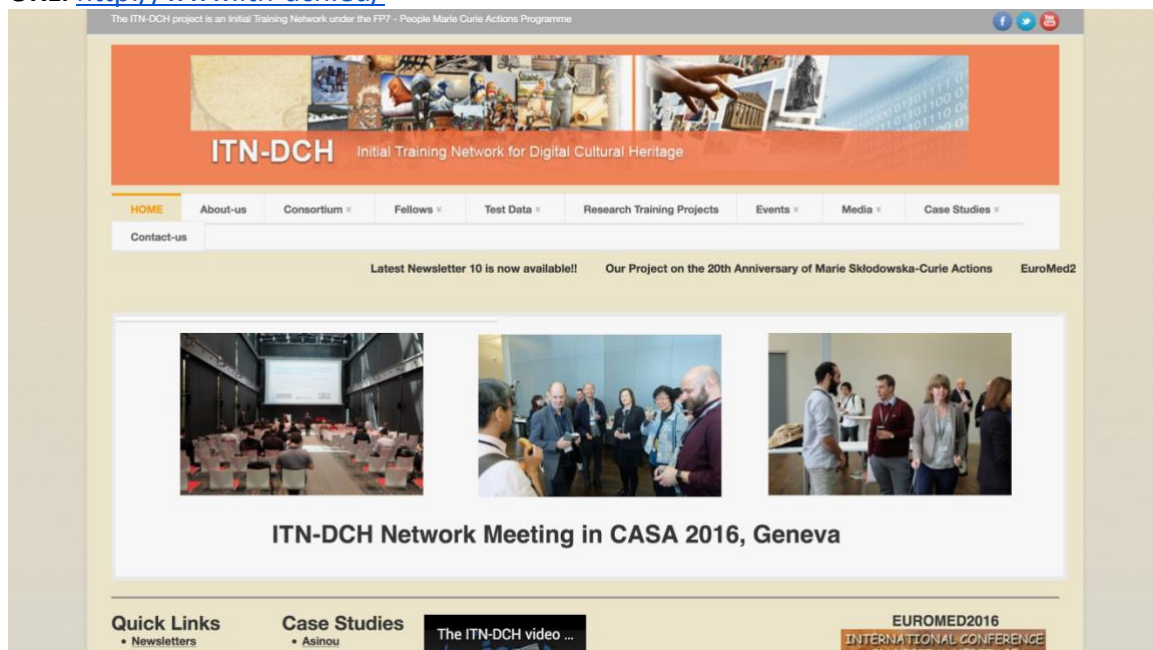 The ITN-DCH project is an Initial Training Network under the FP7 - People Marie Curie Actions Programme
ITN-DCH Initial Training Network for Digital Cultural Heritage
HOME About-us Consortium Fellows Test Data Research Training Projects Events Media Case Studies
Contact-us
Latest Newsletter 10 is now available!! Our Project on the 20th Anniversary of Marie Skłodowska-Curie Actions EuroMed2
ITN-DCH Network Meeting in CASA 2016, Geneva
Quick Links
• Newsletters
Case Studies
• Asinou
The ITN-DCH video ...
EUROMED2016
INTERNATIONAL CONFERENCE